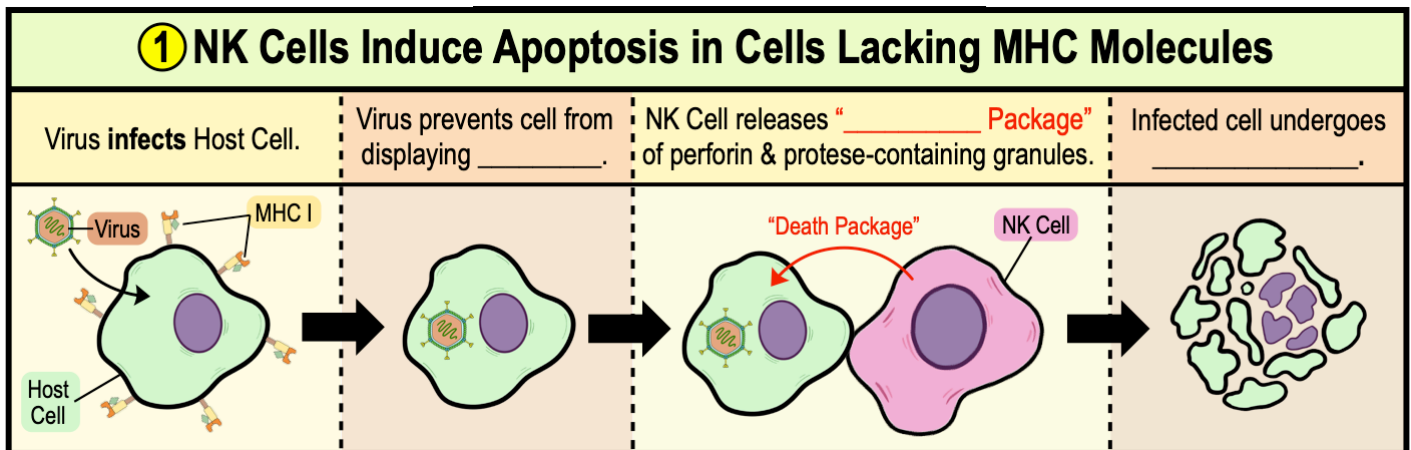 1 NK Cells Induce Apoptosis in Cells Lacking MHC Molecules
Virus infects Host Cell.
Virus prevents cell from
displaying _________.
NK Cell releases “__________ Package”
of perforin & protese-containing granules.
Infected cell undergoes
_______________.
Virus
MHC I
Host
Cell
“Death Package”
NK Cell